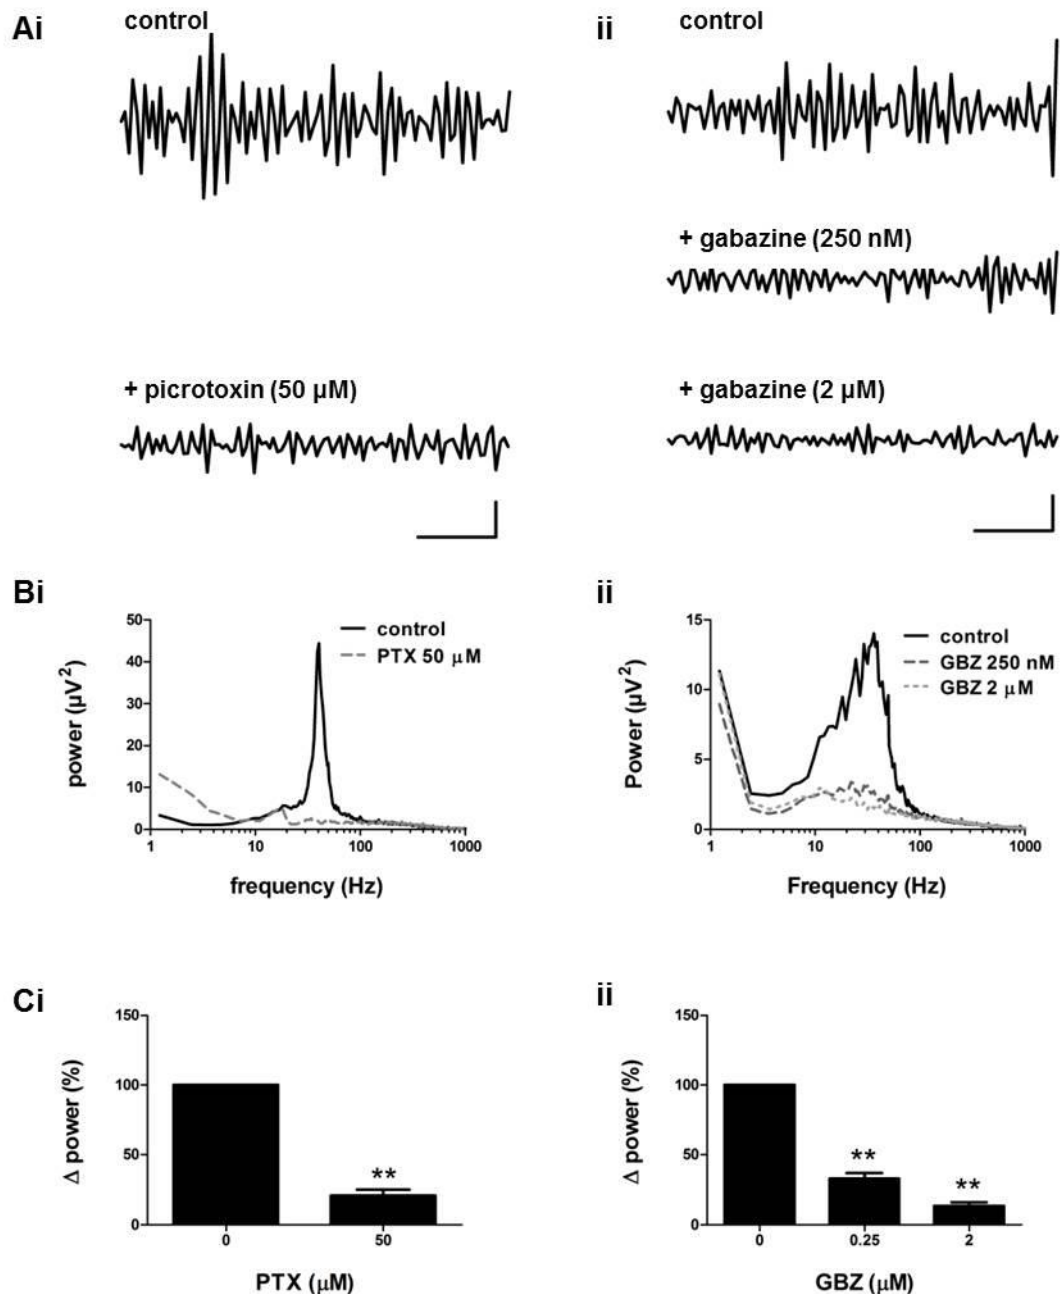 Ai
control
ii
control
+ gabazine (250 nM)
+ picrotoxin (50 µM)
+ gabazine (2 µM)
Bi
power (µV²)
50
40
30
20
10
0
control
PTX 50 µM
1
10
100
1000
frequency (Hz)
ii
Power (µV²)
15
10
5
0
control
GBZ 250 nM
GBZ 2 µM
1
10
100
1000
Frequency (Hz)
Ci
Δ power (%)
150
100
50
0
**
0
50
PTX (µM)
ii
Δ power (%)
150
100
50
0
**
**
0
0.25
2
GBZ (µM)